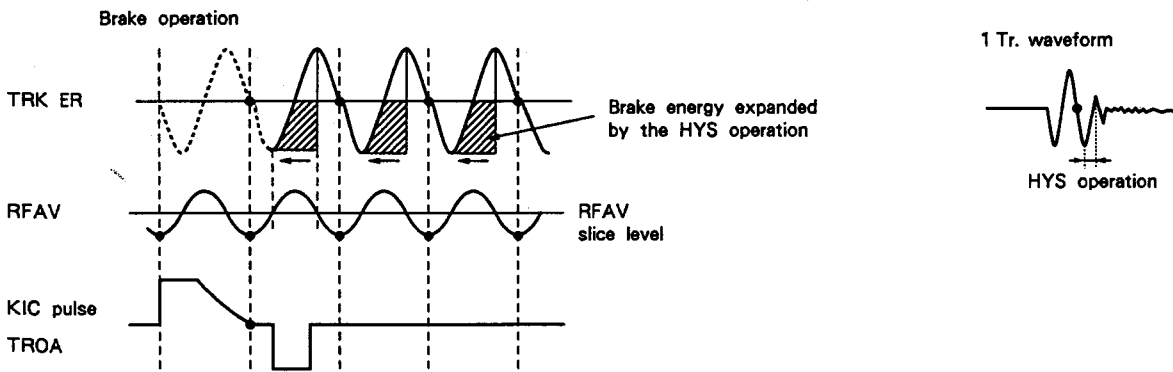 Brake operation
1 Tr. waveform
TRK ER
Brake energy expanded
by the HYS operation
HYS operation
RFAV
RFAV
slice level
KIC pulse
TROA